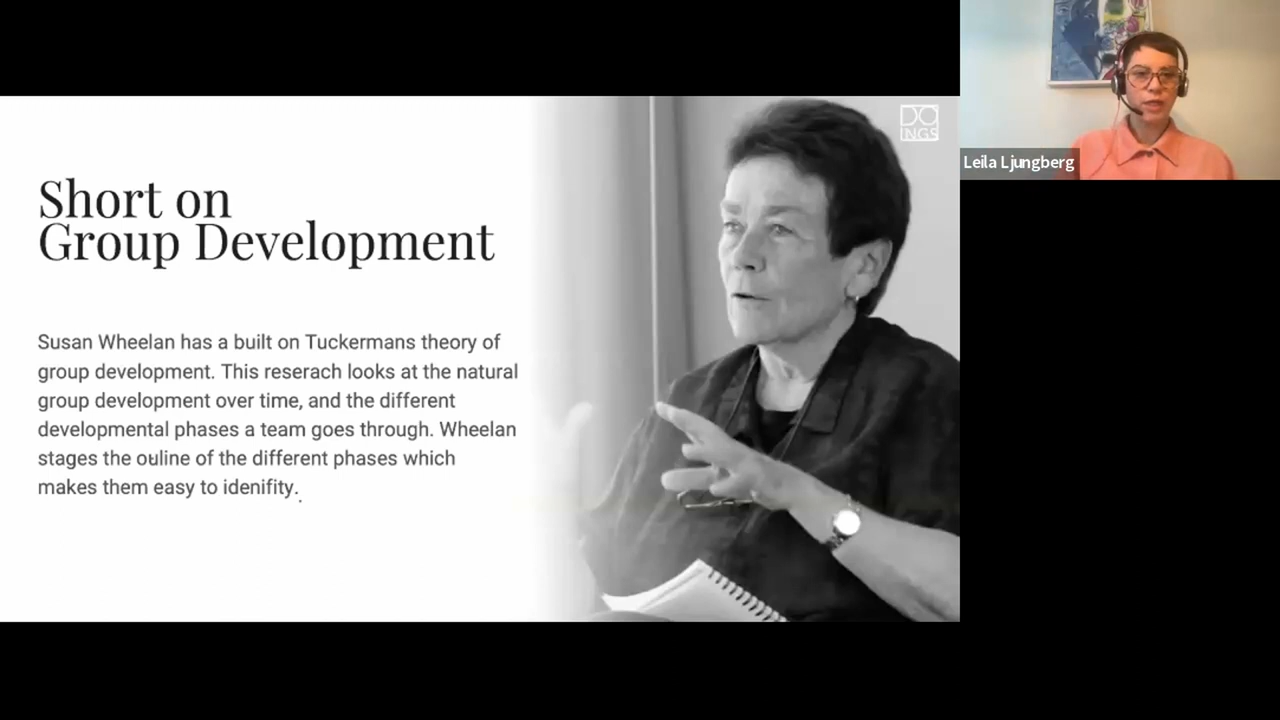 Short on
Group Development
Susan Wheelan has a built on Tuckermans theory of
group development. This reserach looks at the natural
group development over time, and the different
developmental phases a team goes through. Wheelan
stages the ouline of the different phases which
makes them easy to idenifity.
DO
INGS
Leila Ljungberg